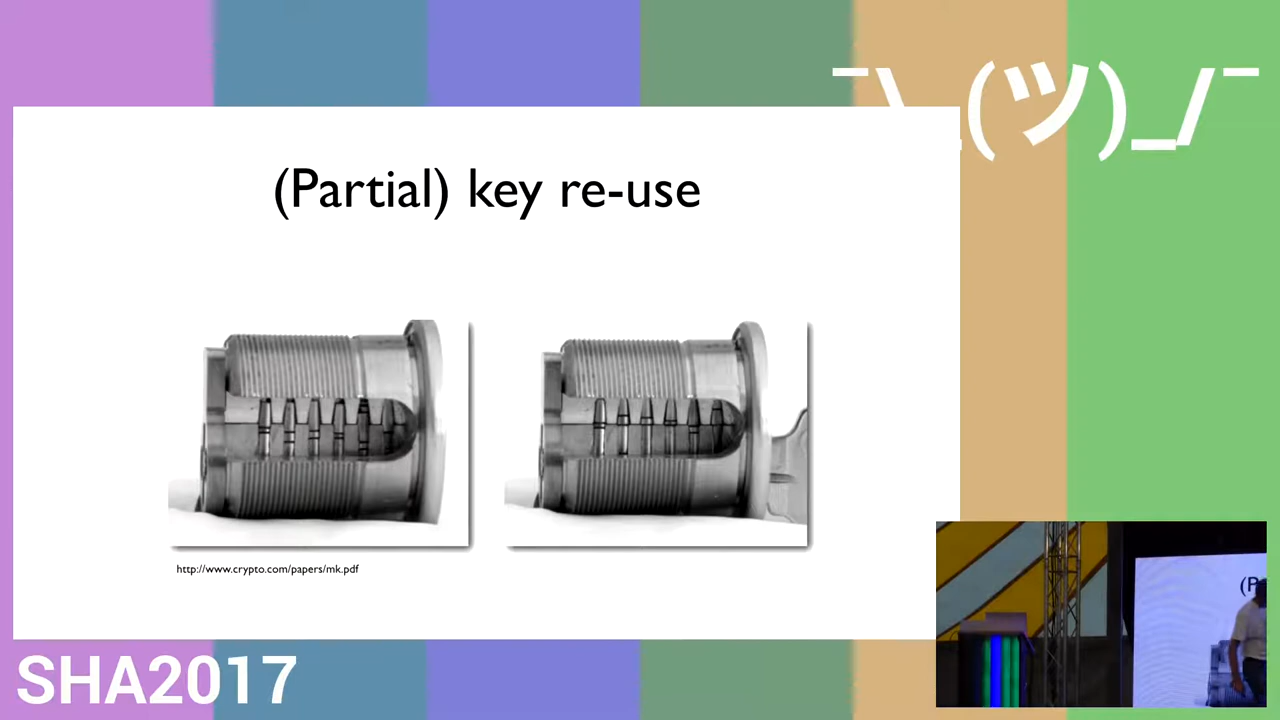 ¯\_(ツ)_/¯
(Partial) key re-use
http://www.crypto.com/papers/mk.pdf
SHA2017